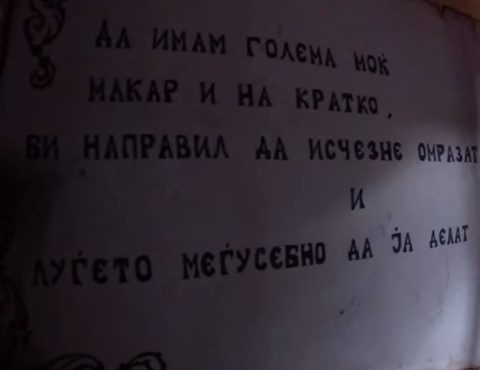 ДА ИМАМ ГОЛЕМА МОЌ
МАКАР И НА КРАТКО,
БИ НАПРАВИЛ ДА ИСЧЕЗНЕ ОМРАЗАТ
И
ЛУЃЕТО МЕЃУСЕБНО ДА ЈА ДЕЛАТ